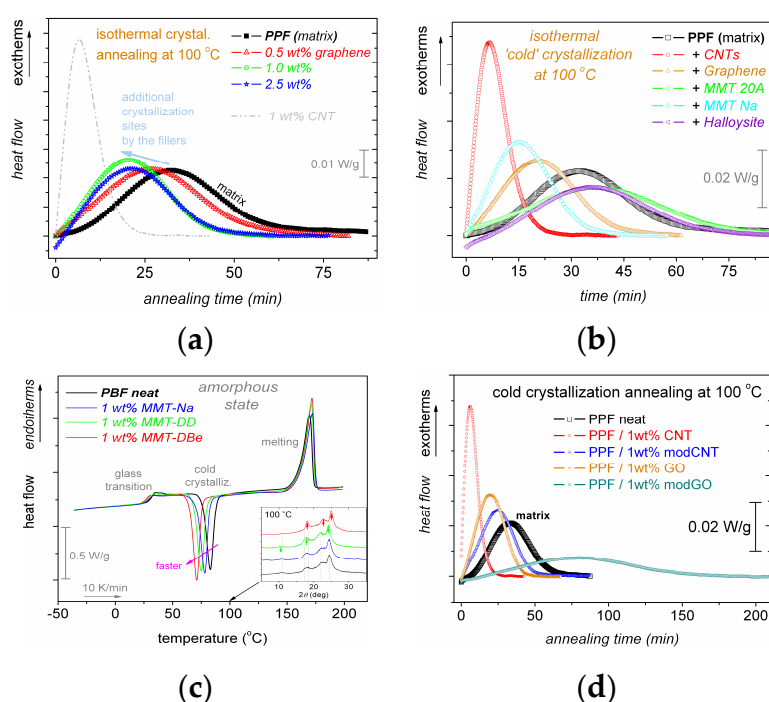 isothermal crystal.
annealing at 100 °C
PPF (matrix)
0.5 wt% graphene
1.0 wt%
2.5 wt%
1 wt% CNT
additional
crystallization
sites
by the fillers
matrix
0.01 W/g
exotherms
heat flow
0
25
50
75
annealing time (min)
(a)
isothermal
'cold' crystallization
at 100 °C
PPF (matrix)
+ CNTs
+ Graphene
+ MMT 20A
+ MMT Na
+ Halloysite
0.02 W/g
exotherms
heat flow
0
15
30
45
60
75
time (min)
(b)
PBF neat
1 wt% MMT-Na
1 wt% MMT-DD
1 wt% MMT-DBe
amorphous
state
melting
glass
transition
cold
crystalliz.
faster
0.5 W/g
10 K/min
100 °C
10
20
30
2θ (deg)
endotherms
heat flow
-50
0
50
100
150
200
temperature (°C)
(c)
cold crystallization annealing at 100 °C
PPF neat
PPF / 1wt% CNT
PPF / 1wt% modCNT
PPF / 1wt% GO
PPF / 1wt% modGO
matrix
0.02 W/g
exotherms
heat flow
0
50
100
150
200
annealing time (min)
(d)